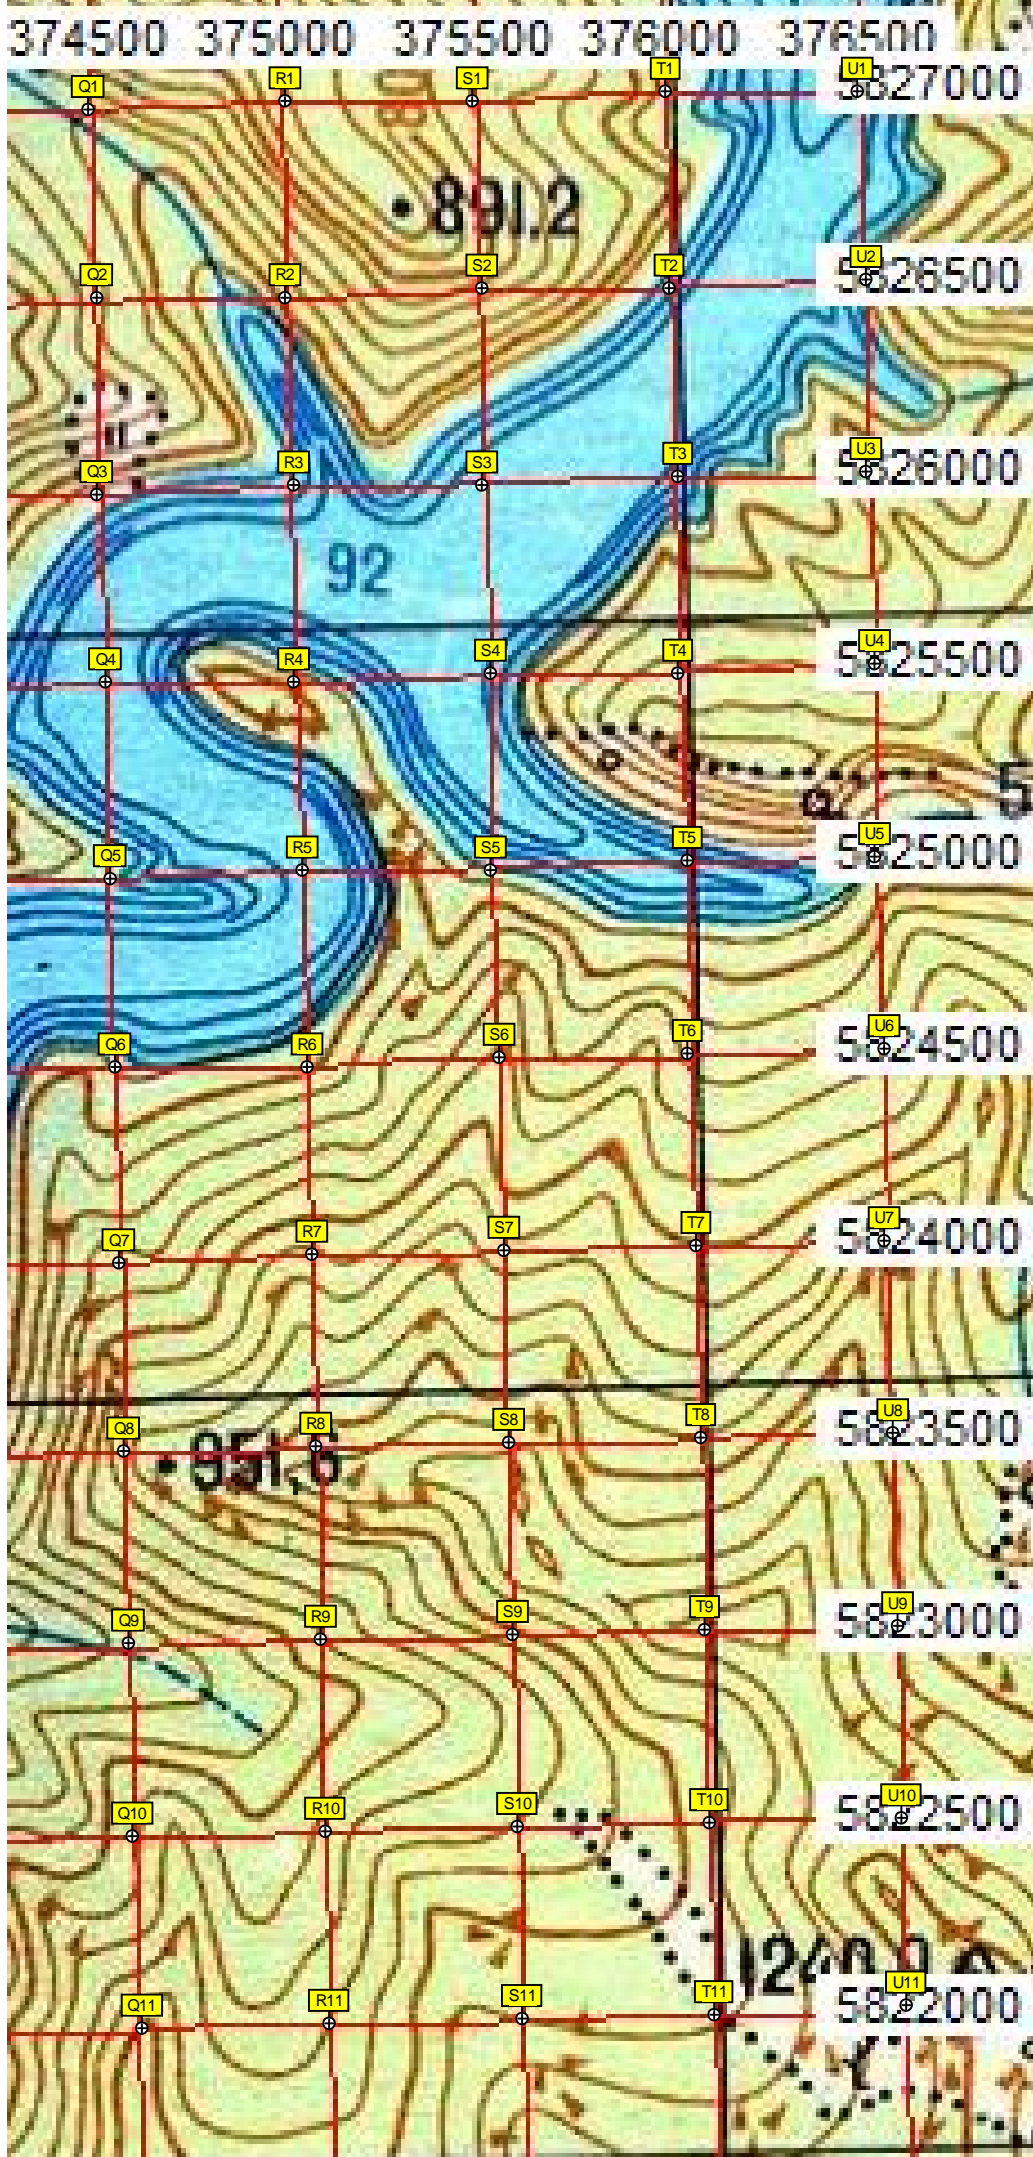 374500 375000 375500 376000 376500
Q1 R1 S1 T1 U1 5827000
891.2
Q2 R2 S2 T2 U2 5826500
Q3 R3 S3 T3 U3 5826000
92
Q4 R4 S4 T4 U4 5825500
5
Q5 R5 S5 T5 U5 5825000
Q6 R6 S6 T6 U6 5824500
Q7 R7 S7 T7 U7 5824000
Q8 R8 S8 T8 U8 5823500
951,6
Q9 R9 S9 T9 U9 5823000
Q10 R10 S10 T10 U10 5822500
Q11 R11 S11 T11 U11 5822000